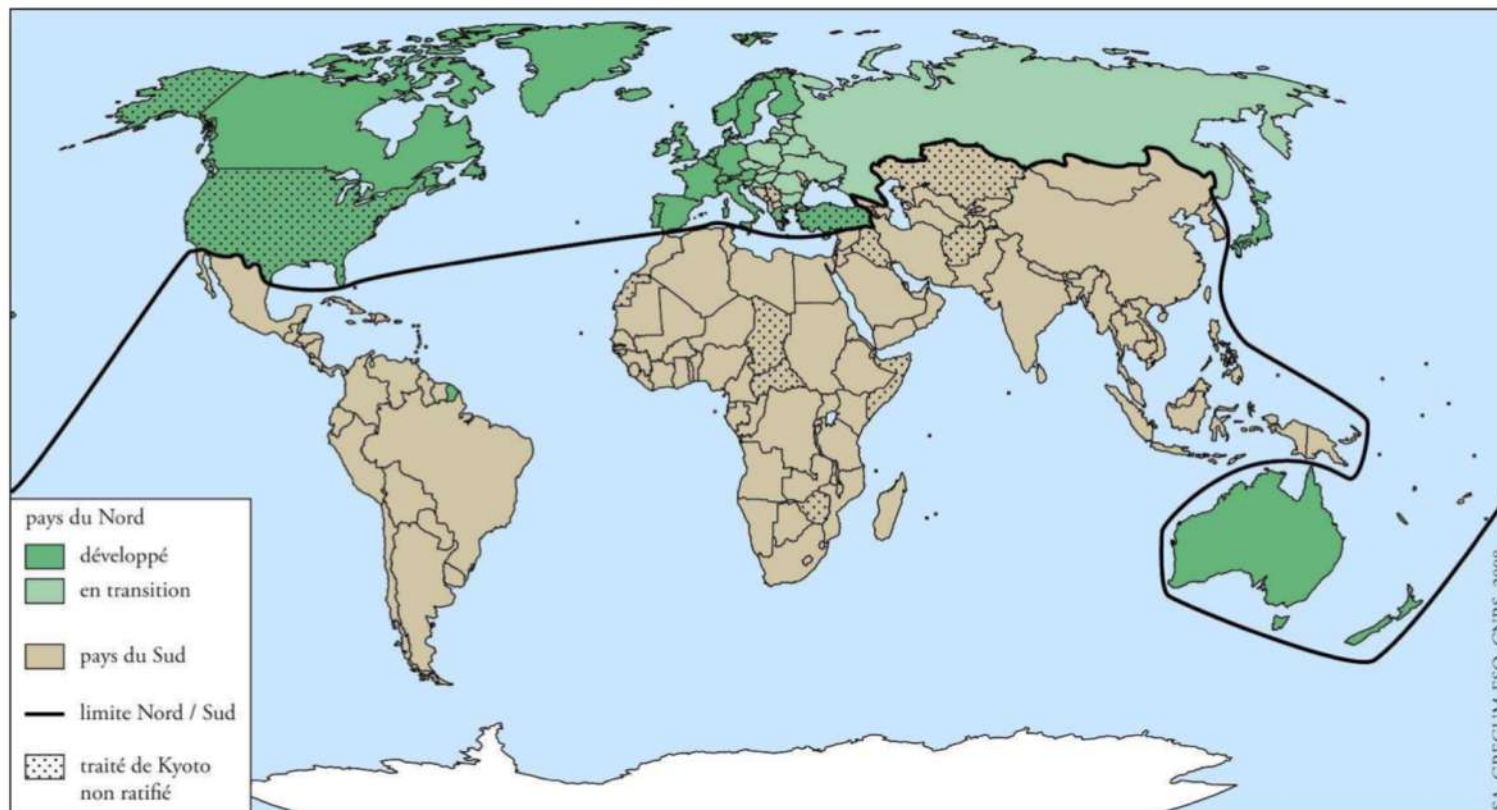 pays du Nord
développé
en transition
pays du Sud
limite Nord / Sud
traité de Kyoto
non ratifié